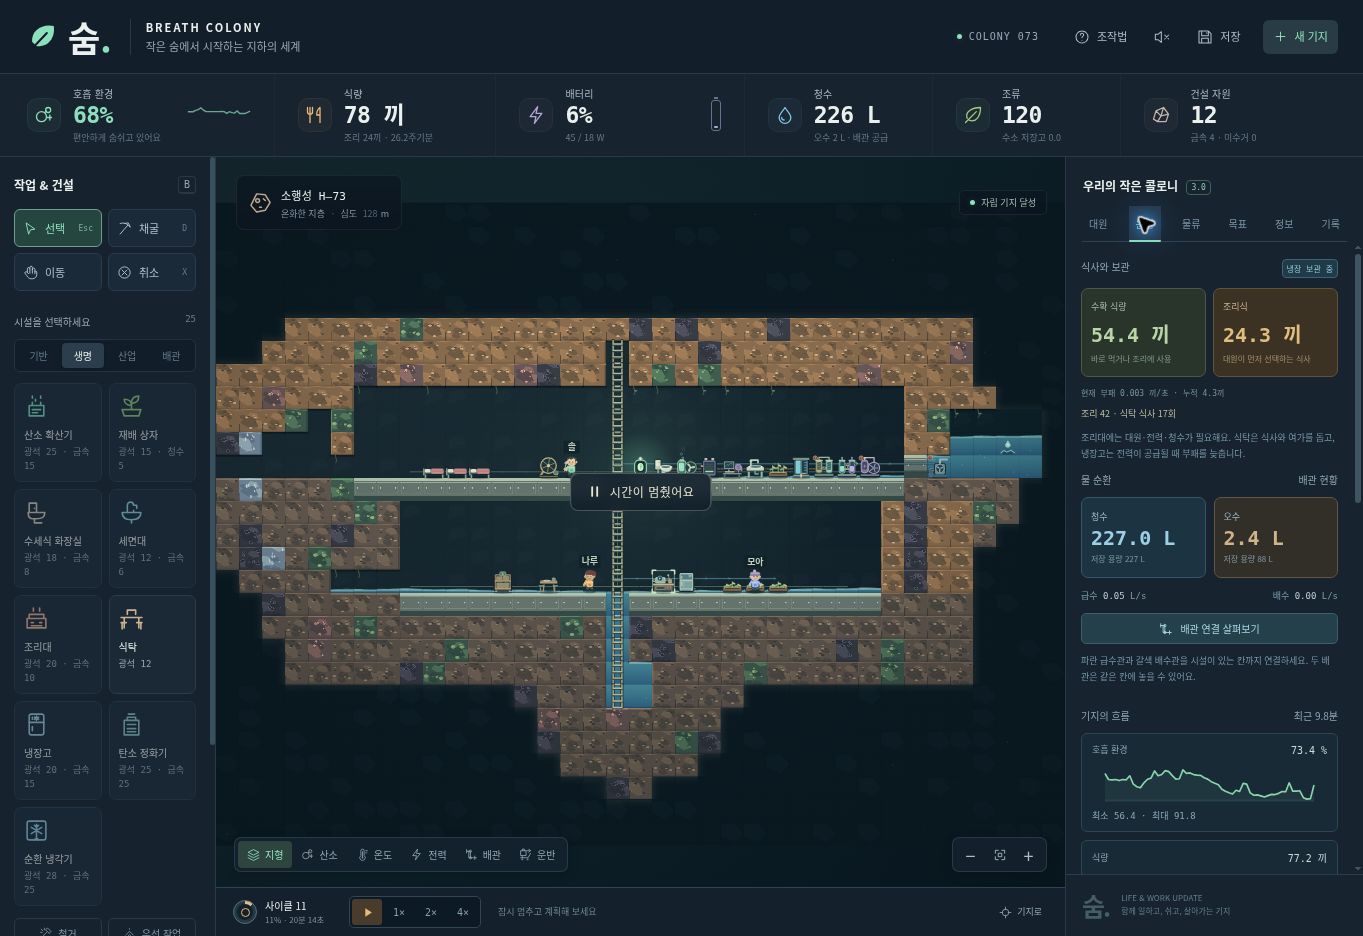 숨.
BREATH COLONY
작은 숨에서 시작하는 지하의 세계
COLONY 073
조작법
저장
새 기지
호흡 환경
68%
편안하게 숨쉬고 있어요
식량
78 끼
조리 24끼 · 26.2주기분
배터리
6%
45 / 18 W
청수
226 L
오수 2 L · 배관 공급
조류
120
수소 저장고 0.0
건설 자원
12
금속 4 · 미수거 0
작업 & 건설
B
선택 Esc
채굴 D
이동
취소 X
시설을 선택하세요
25
기반
생명
산업
배관
산소 확산기
광석 25 · 금속
15
재배 상자
광석 15 · 청수
5
수세식 화장실
광석 18 · 금속
8
세면대
광석 12 · 금속
6
조리대
광석 20 · 금속
10
식탁
광석 12
냉장고
광석 25 · 금속
15
탄소 정화기
광석 25 · 금속
25
순환 냉각기
광석 28 · 금속
25
철거
우선 작업
소행성 H-73
온화한 지층 · 심도 128 m
자립 기지 달성
솔
시간이 멈췄어요
나루
모아
지형
산소
온도
전력
배관
운반
사이클 11
11% · 20분 14초
1×
2×
4×
잠시 멈추고 계획해 보세요
기지로
우리의 작은 콜로니
3.0
대원
물류
목표
정보
기록
식사와 보관
냉장 보관 중
수확 식량
54.4 끼
바로 먹거나 조리에 사용
조리식
24.3 끼
대원이 먼저 선택하는 식사
현재 부패 0.003 끼/초 · 누적 4.3끼
조리 42 · 식탁 식사 17회
조리대에는 대원·전력·청수가 필요해요. 식탁은 식사와 여가를 돕고,
냉장고는 전력이 공급될 때 부패를 늦춥니다.
물 순환
배관 현황
청수
227.0 L
저장 용량 227 L
오수
2.4 L
저장 용량 88 L
급수 0.05 L/s
배수 0.00 L/s
배관 연결 살펴보기
파란 급수관과 갈색 배수관을 시설이 있는 칸까지 연결하세요. 두 배
관은 같은 칸에 놓을 수 있어요.
기지의 흐름
최근 9.8분
호흡 환경
73.4 %
최소 56.4 · 최대 91.8
식량
77.2 끼
숨.
LIFE & WORK UPDATE
함께 일하고, 쉬고, 살아가는 기지